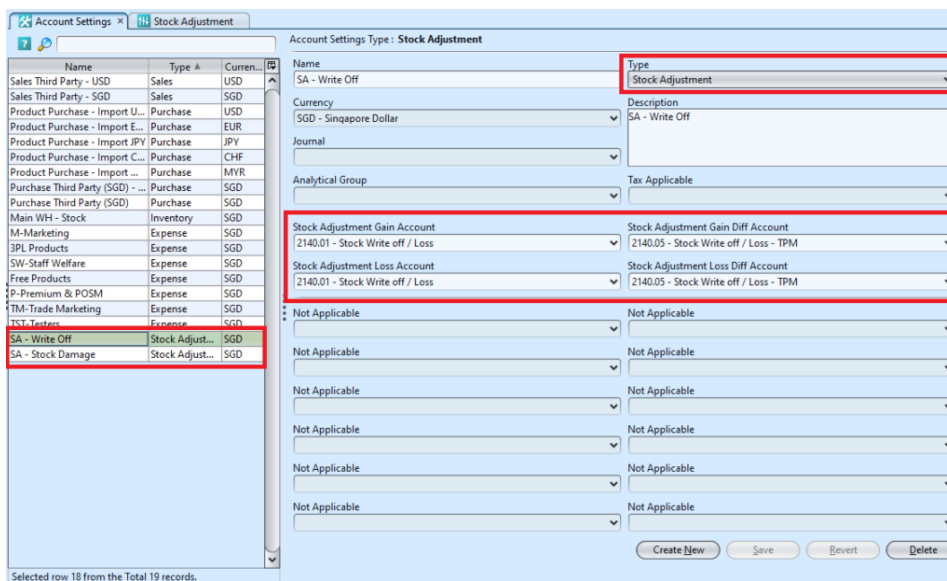 Account Settings × Stock Adjustment
?
Account Settings Type : Stock Adjustment
Name Type Curren...
Sales Third Party - USD Sales USD
Sales Third Party - SGD Sales SGD
Product Purchase - Import U... Purchase USD
Product Purchase - Import E... Purchase EUR
Product Purchase - Import JPY Purchase JPY
Product Purchase - Import C... Purchase CHF
Product Purchase - Import ... Purchase MYR
Purchase Third Party (SGD) - ... Purchase SGD
Purchase Third Party (SGD) Purchase SGD
Main WH - Stock Inventory SGD
M-Marketing Expense SGD
3PL Products Expense SGD
SW-Staff Welfare Expense SGD
Free Products Expense SGD
P-Premium & POSM Expense SGD
TM-Trade Marketing Expense SGD
TST-Testers Expense SGD
SA - Write Off Stock Adjust... SGD
SA - Stock Damage Stock Adjust... SGD
Selected row 18 from the Total 19 records.
Name Type
SA - Write Off Stock Adjustment
Currency Description
SGD - Singapore Dollar SA - Write Off
Journal
Analytical Group Tax Applicable
Stock Adjustment Gain Account Stock Adjustment Gain Diff Account
2140.01 - Stock Write off / Loss 2140.05 - Stock Write off / Loss - TPM
Stock Adjustment Loss Account Stock Adjustment Loss Diff Account
2140.01 - Stock Write off / Loss 2140.05 - Stock Write off / Loss - TPM
Not Applicable Not Applicable
Not Applicable Not Applicable
Not Applicable Not Applicable
Not Applicable Not Applicable
Not Applicable Not Applicable
Not Applicable Not Applicable
Create New Save Revert Delete